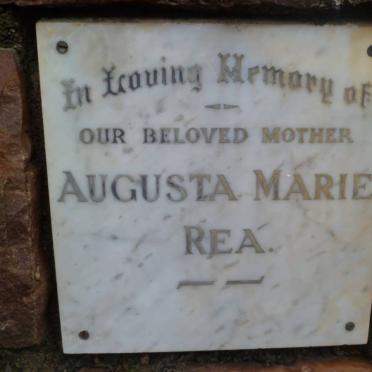 In Loving Memory of
OUR BELOVED MOTHER
AUGUSTA MARIE
REA.